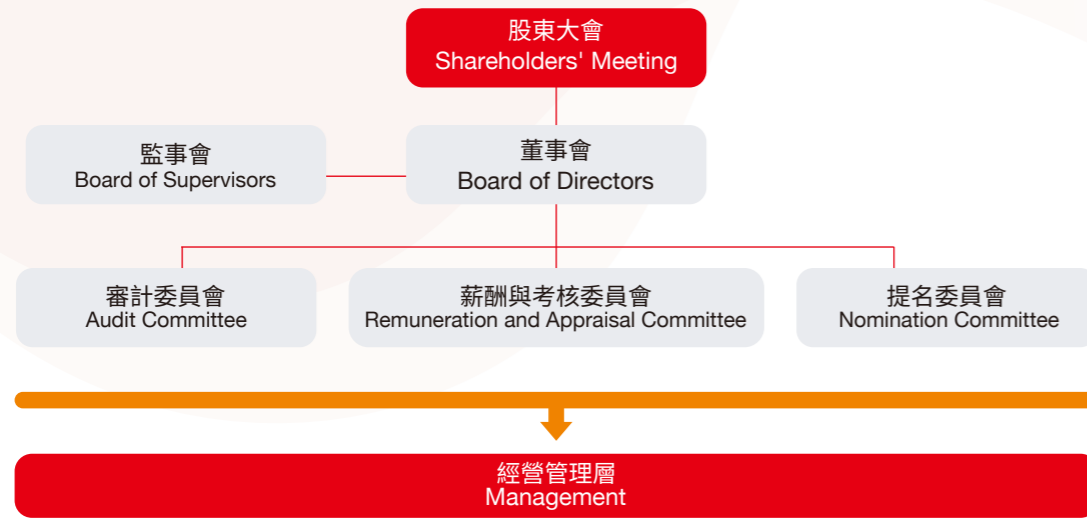 股東大會
Shareholders' Meeting
監事會
Board of Supervisors
董事會
Board of Directors
審計委員會
Audit Committee
薪酬與考核委員會
Remuneration and Appraisal Committee
提名委員會
Nomination Committee
經營管理層
Management